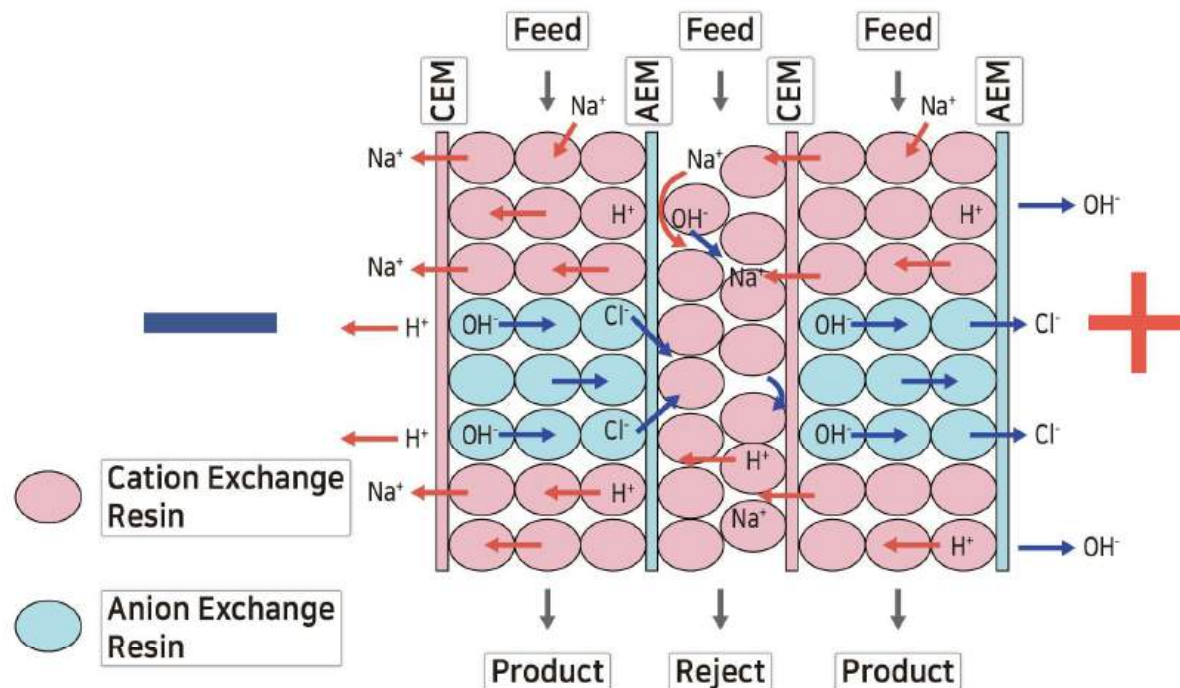 Feed
Feed
Feed
CEM
AEM
CEM
AEM
Na⁺
Na⁺
Na⁺
Na⁺
H⁺
OH⁻
H⁺
OH⁻
Na⁺
Na⁺
H⁺
OH⁻
Cl⁻
OH⁻
Cl⁻
H⁺
OH⁻
Cl⁻
OH⁻
Cl⁻
H⁺
Na⁺
H⁺
Na⁺
H⁺
OH⁻
Cation Exchange
Resin
Anion Exchange
Resin
Product
Reject
Product